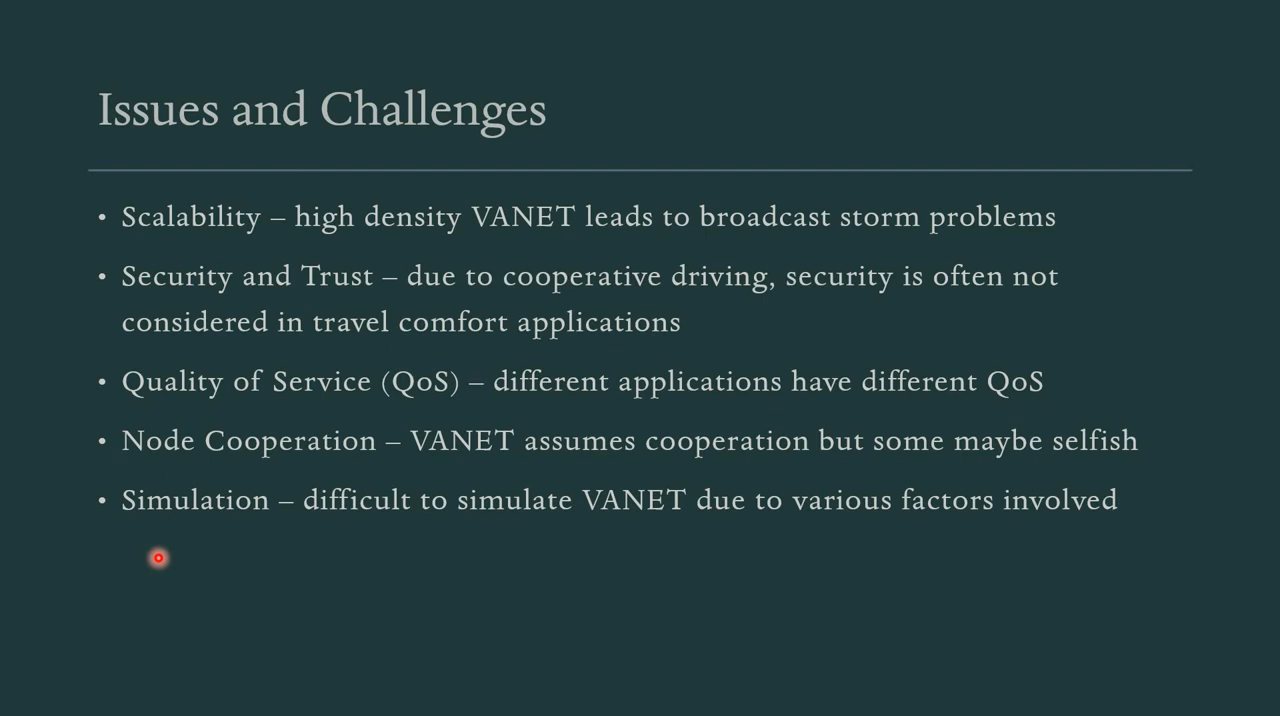 Issues and Challenges
• Scalability – high density VANET leads to broadcast storm problems
• Security and Trust – due to cooperative driving, security is often not
considered in travel comfort applications
• Quality of Service (QoS) – different applications have different QoS
• Node Cooperation – VANET assumes cooperation but some maybe selfish
• Simulation – difficult to simulate VANET due to various factors involved